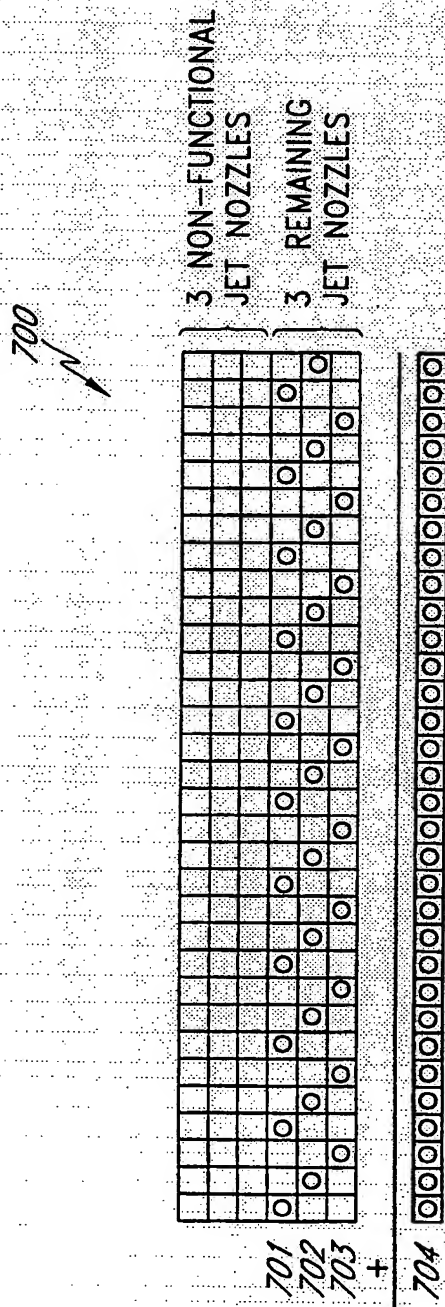 700
3 NON-FUNCTIONAL
JET NOZZLES
3 REMAINING
JET NOZZLES
701
702
703
+
704